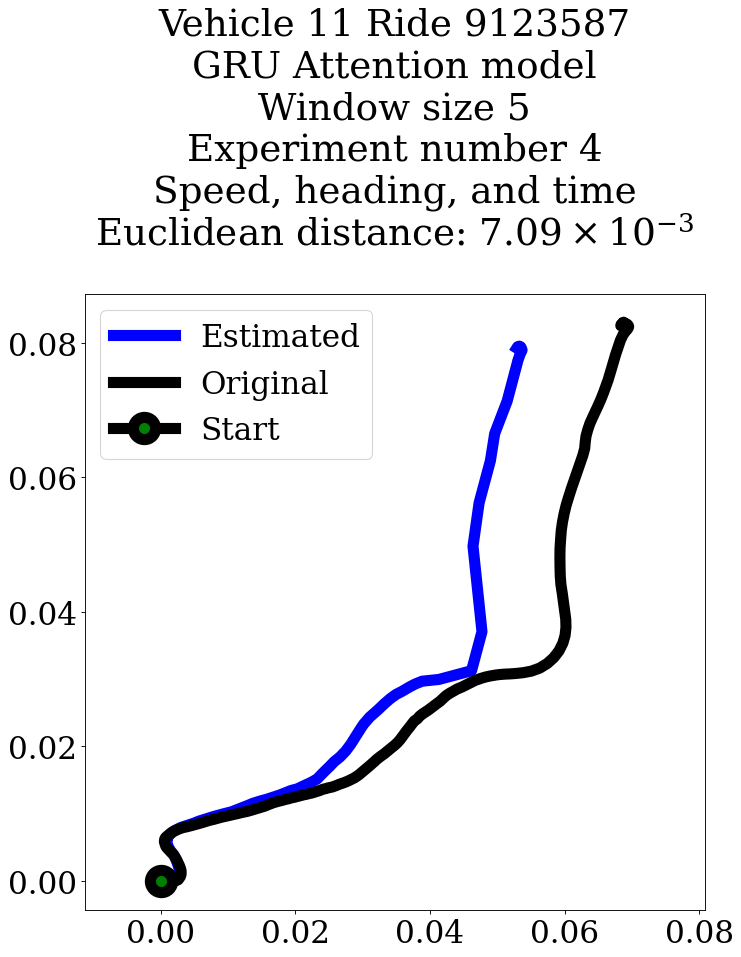 Vehicle 11 Ride 9123587
GRU Attention model
Window size 5
Experiment number 4
Speed, heading, and time
Euclidean distance: 7.09 × 10⁻³
Estimated
Original
Start
0.08
0.06
0.04
0.02
0.00
0.00 0.02 0.04 0.06 0.08